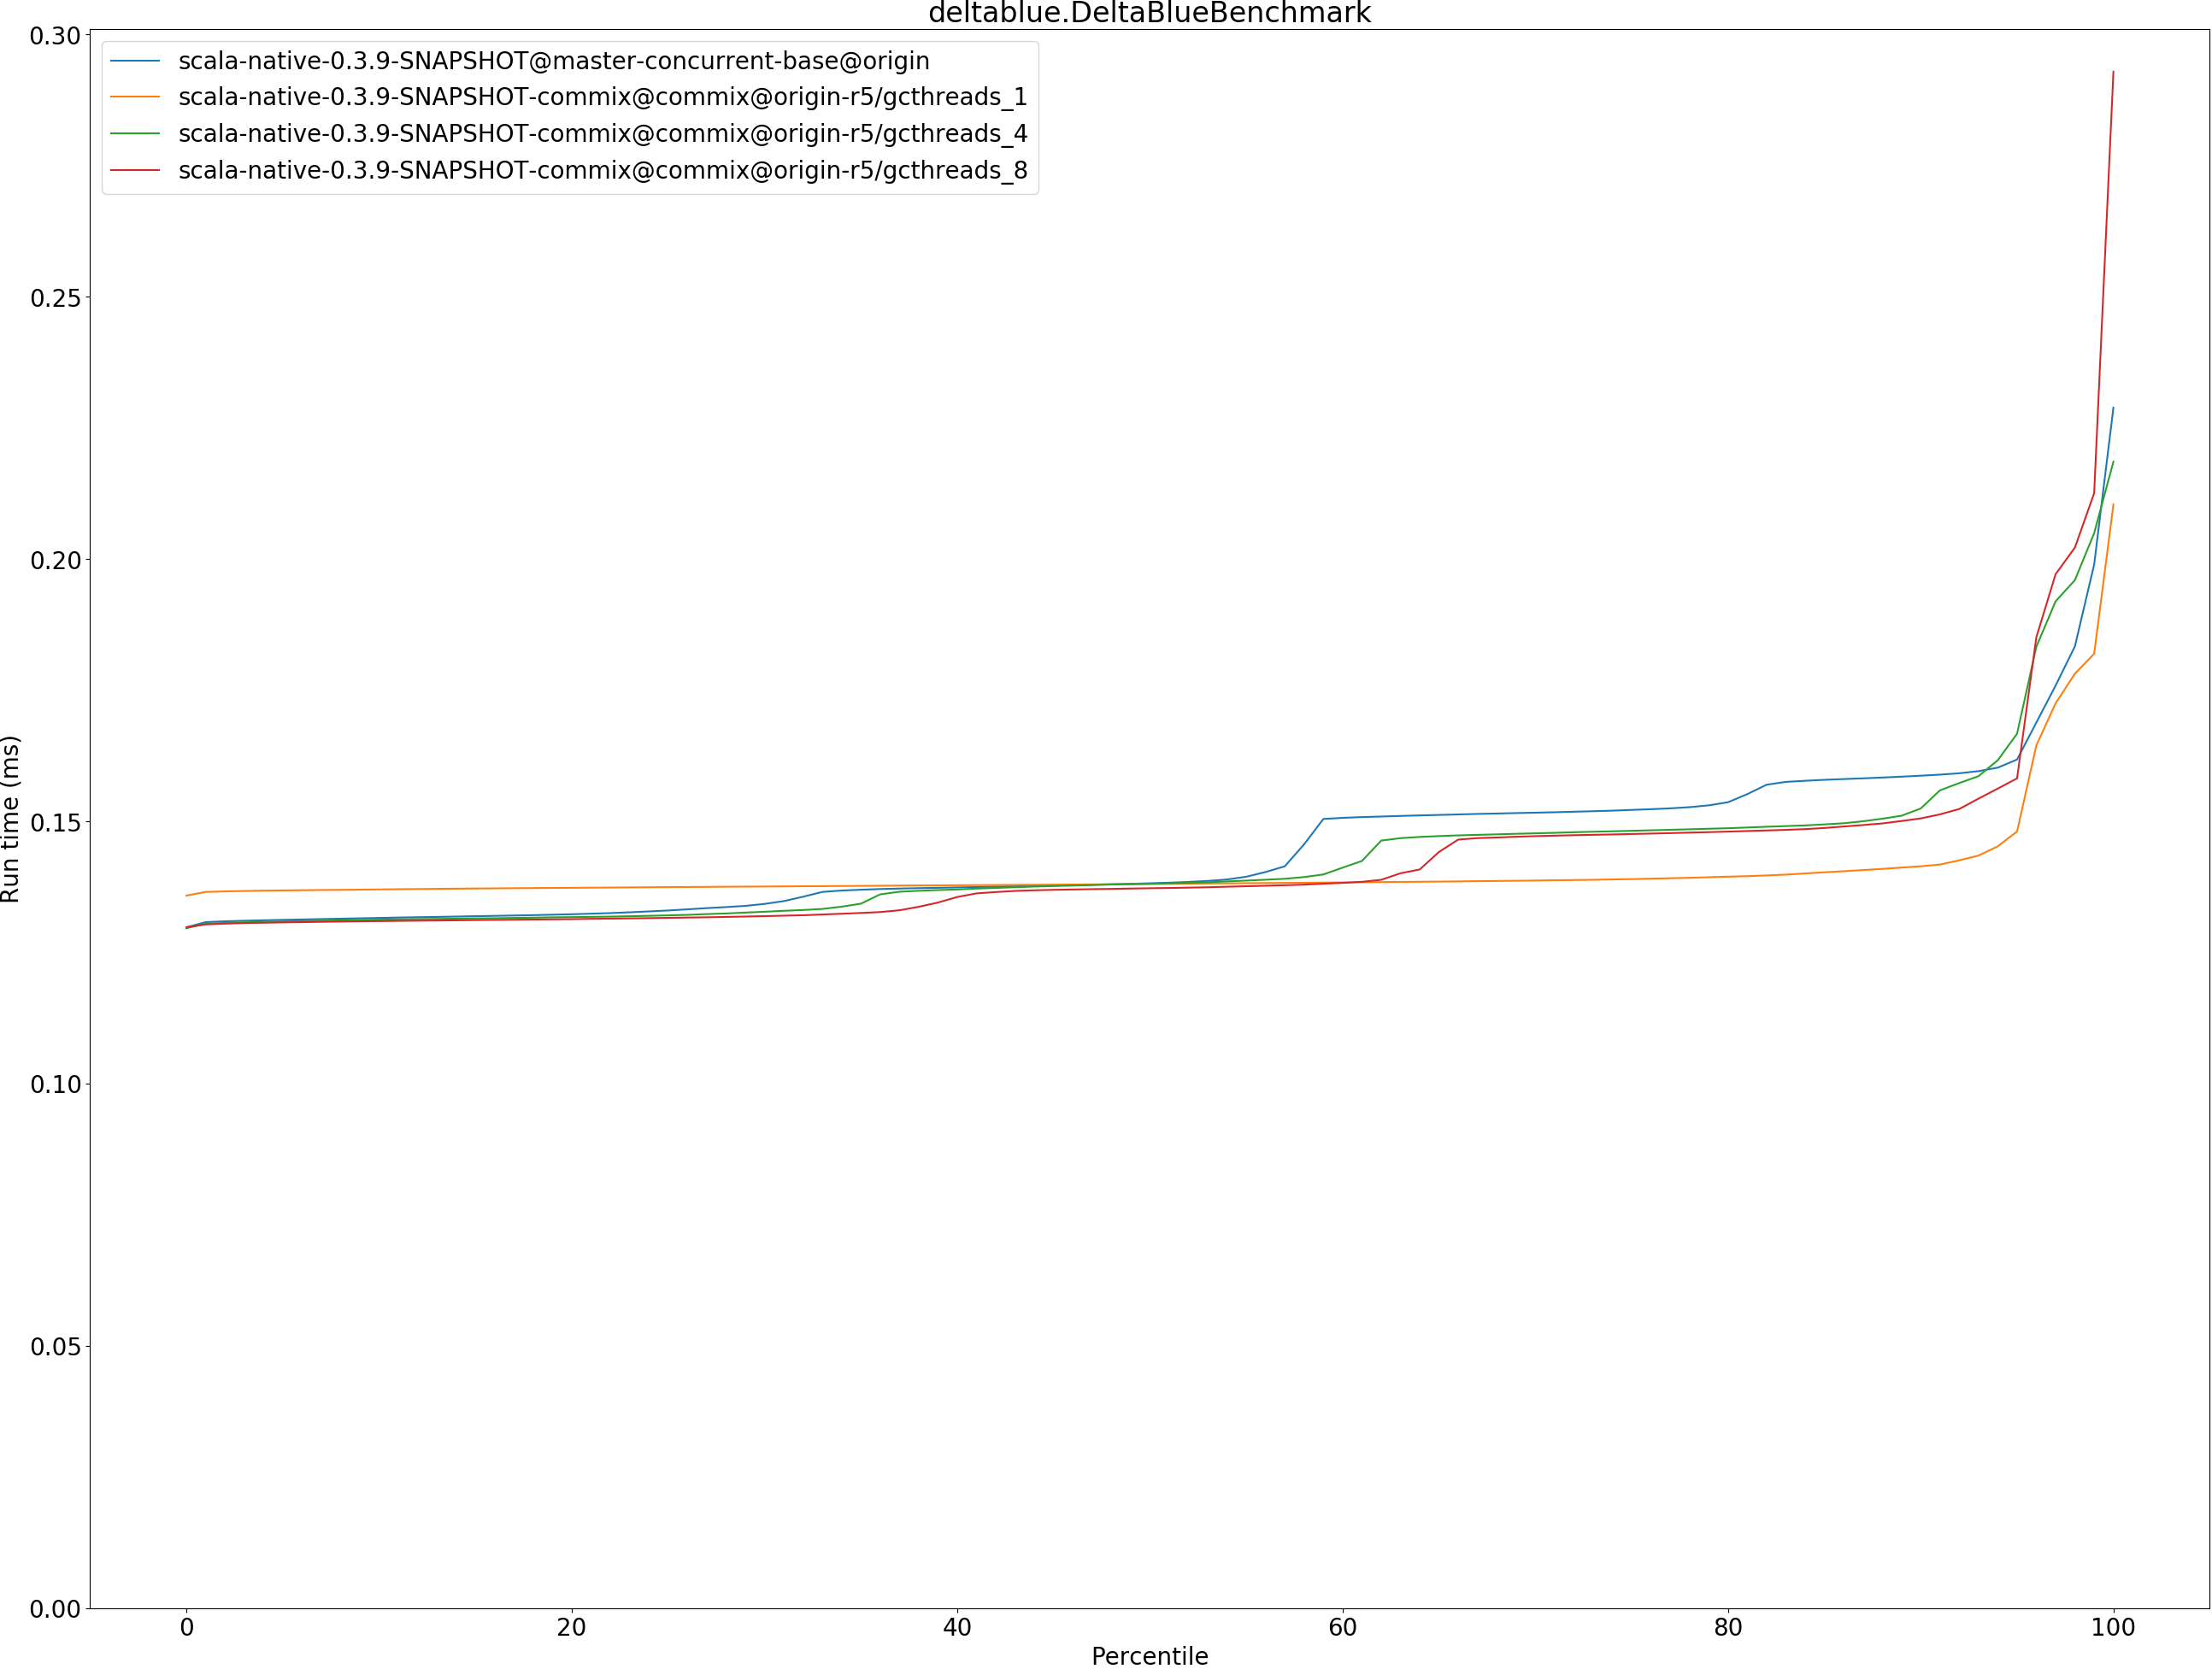 deltablue.DeltaBlueBenchmark
scala-native-0.3.9-SNAPSHOT@master-concurrent-base@origin
scala-native-0.3.9-SNAPSHOT-commix@commix@origin-r5/gcthreads_1
scala-native-0.3.9-SNAPSHOT-commix@commix@origin-r5/gcthreads_4
scala-native-0.3.9-SNAPSHOT-commix@commix@origin-r5/gcthreads_8
Run time (ms)
0.30
0.25
0.20
0.15
0.10
0.05
0.00
0 20 40 60 80 100
Percentile